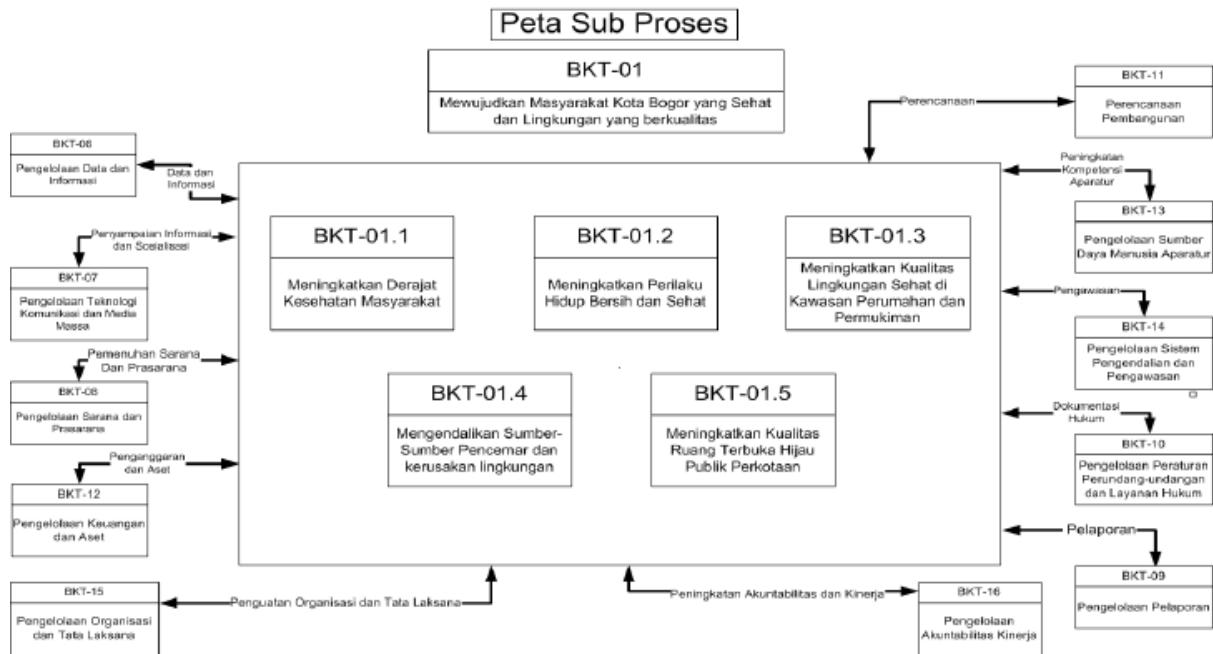 Peta Sub Proses
BKT-01
Mewujudkan Masyarakat Kota Bogor yang Sehat
dan Lingkungan yang berkualitas
BKT-11
Perencanaan
Pembangunan
Perencanaan
BKT-06
Pengelolaan Data dan
Informasi
Data dan
Informasi
Peningkatan
Kompetensi
Aparatur
BKT-13
Pengelolaan Sumber
Daya Manusia Aparatur
Penyampaian Informasi
dan Sosialisasi
BKT-07
Pengelolaan Teknologi
Komunikasi dan Media
Massa
BKT-01.1
Meningkatkan Derajat
Kesehatan Masyarakat
BKT-01.2
Meningkatkan Perilaku
Hidup Bersih dan Sehat
BKT-01.3
Meningkatkan Kualitas
Lingkungan Sehat di
Kawasan Perumahan dan
Permukiman
Pengawasan
BKT-14
Pengelolaan Sistem
Pengendalian dan
Pengawasan
Pemenuhan Sarana
Dan Prasarana
BKT-08
Pengelolaan Sarana dan
Prasarana
BKT-01.4
Mengendalikan Sumber-
Sumber Pencemar dan
kerusakan lingkungan
BKT-01.5
Meningkatkan Kualitas
Ruang Terbuka Hijau
Publik Perkotaan
Dokumentasi
Hukum
BKT-10
Pengelolaan Peraturan
Perundang-undangan
dan Layanan Hukum
Penganggaran
dan Aset
BKT-12
Pengelolaan Keuangan
dan Aset
Pelaporan
BKT-09
Pengelolaan Pelaporan
BKT-15
Pengelolaan Organisasi
dan Tata Laksana
Penguatan Organisasi dan Tata Laksana
Peningkatan Akuntabilitas dan Kinerja
BKT-16
Pengelolaan
Akuntabilitas Kinerja